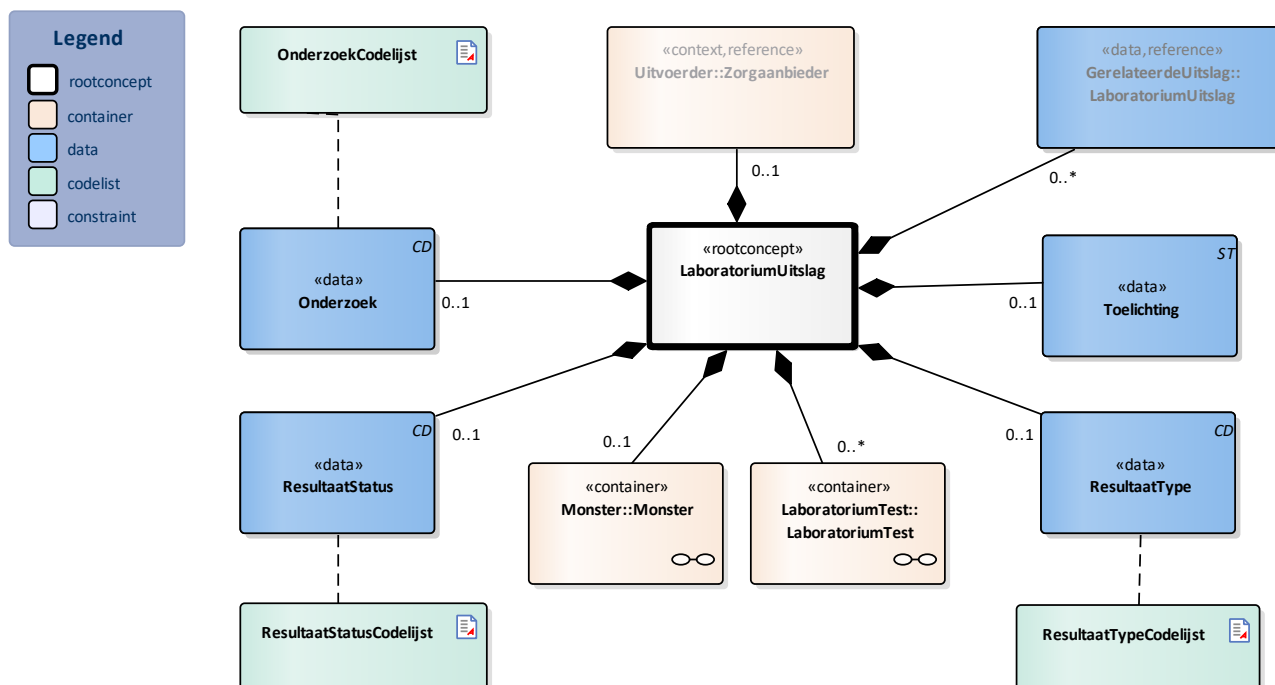 Legend
rootconcept
container
data
codelist
constraint
OnderzoekCodelijst
«context,reference»
Uitvoerder::Zorgaanbieder
«data,reference»
GerelateerdeUitslag::
LaboratoriumUitslag
0..1
0..*
CD
«data»
Onderzoek
0..1
«rootconcept»
LaboratoriumUitslag
ST
«data»
Toelichting
0..1
CD
«data»
ResultaatStatus
0..1
0..1
«container»
Monster::Monster
0..*
«container»
LaboratoriumTest::
LaboratoriumTest
0..1
CD
«data»
ResultaatType
ResultaatStatusCodelijst
ResultaatTypeCodelijst